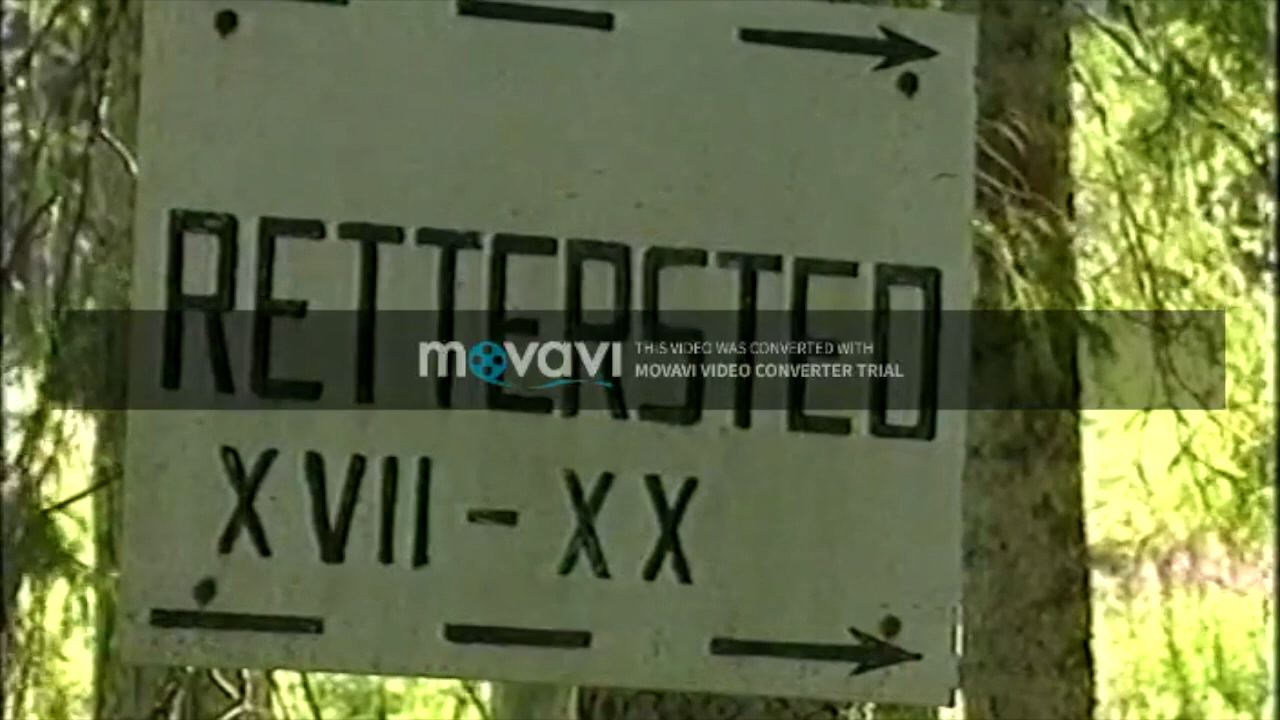 RETTERSTED
movavi
THIS VIDEO WAS CONVERTED WITH
MOVAVI VIDEO CONVERTER TRIAL
XVII - XX